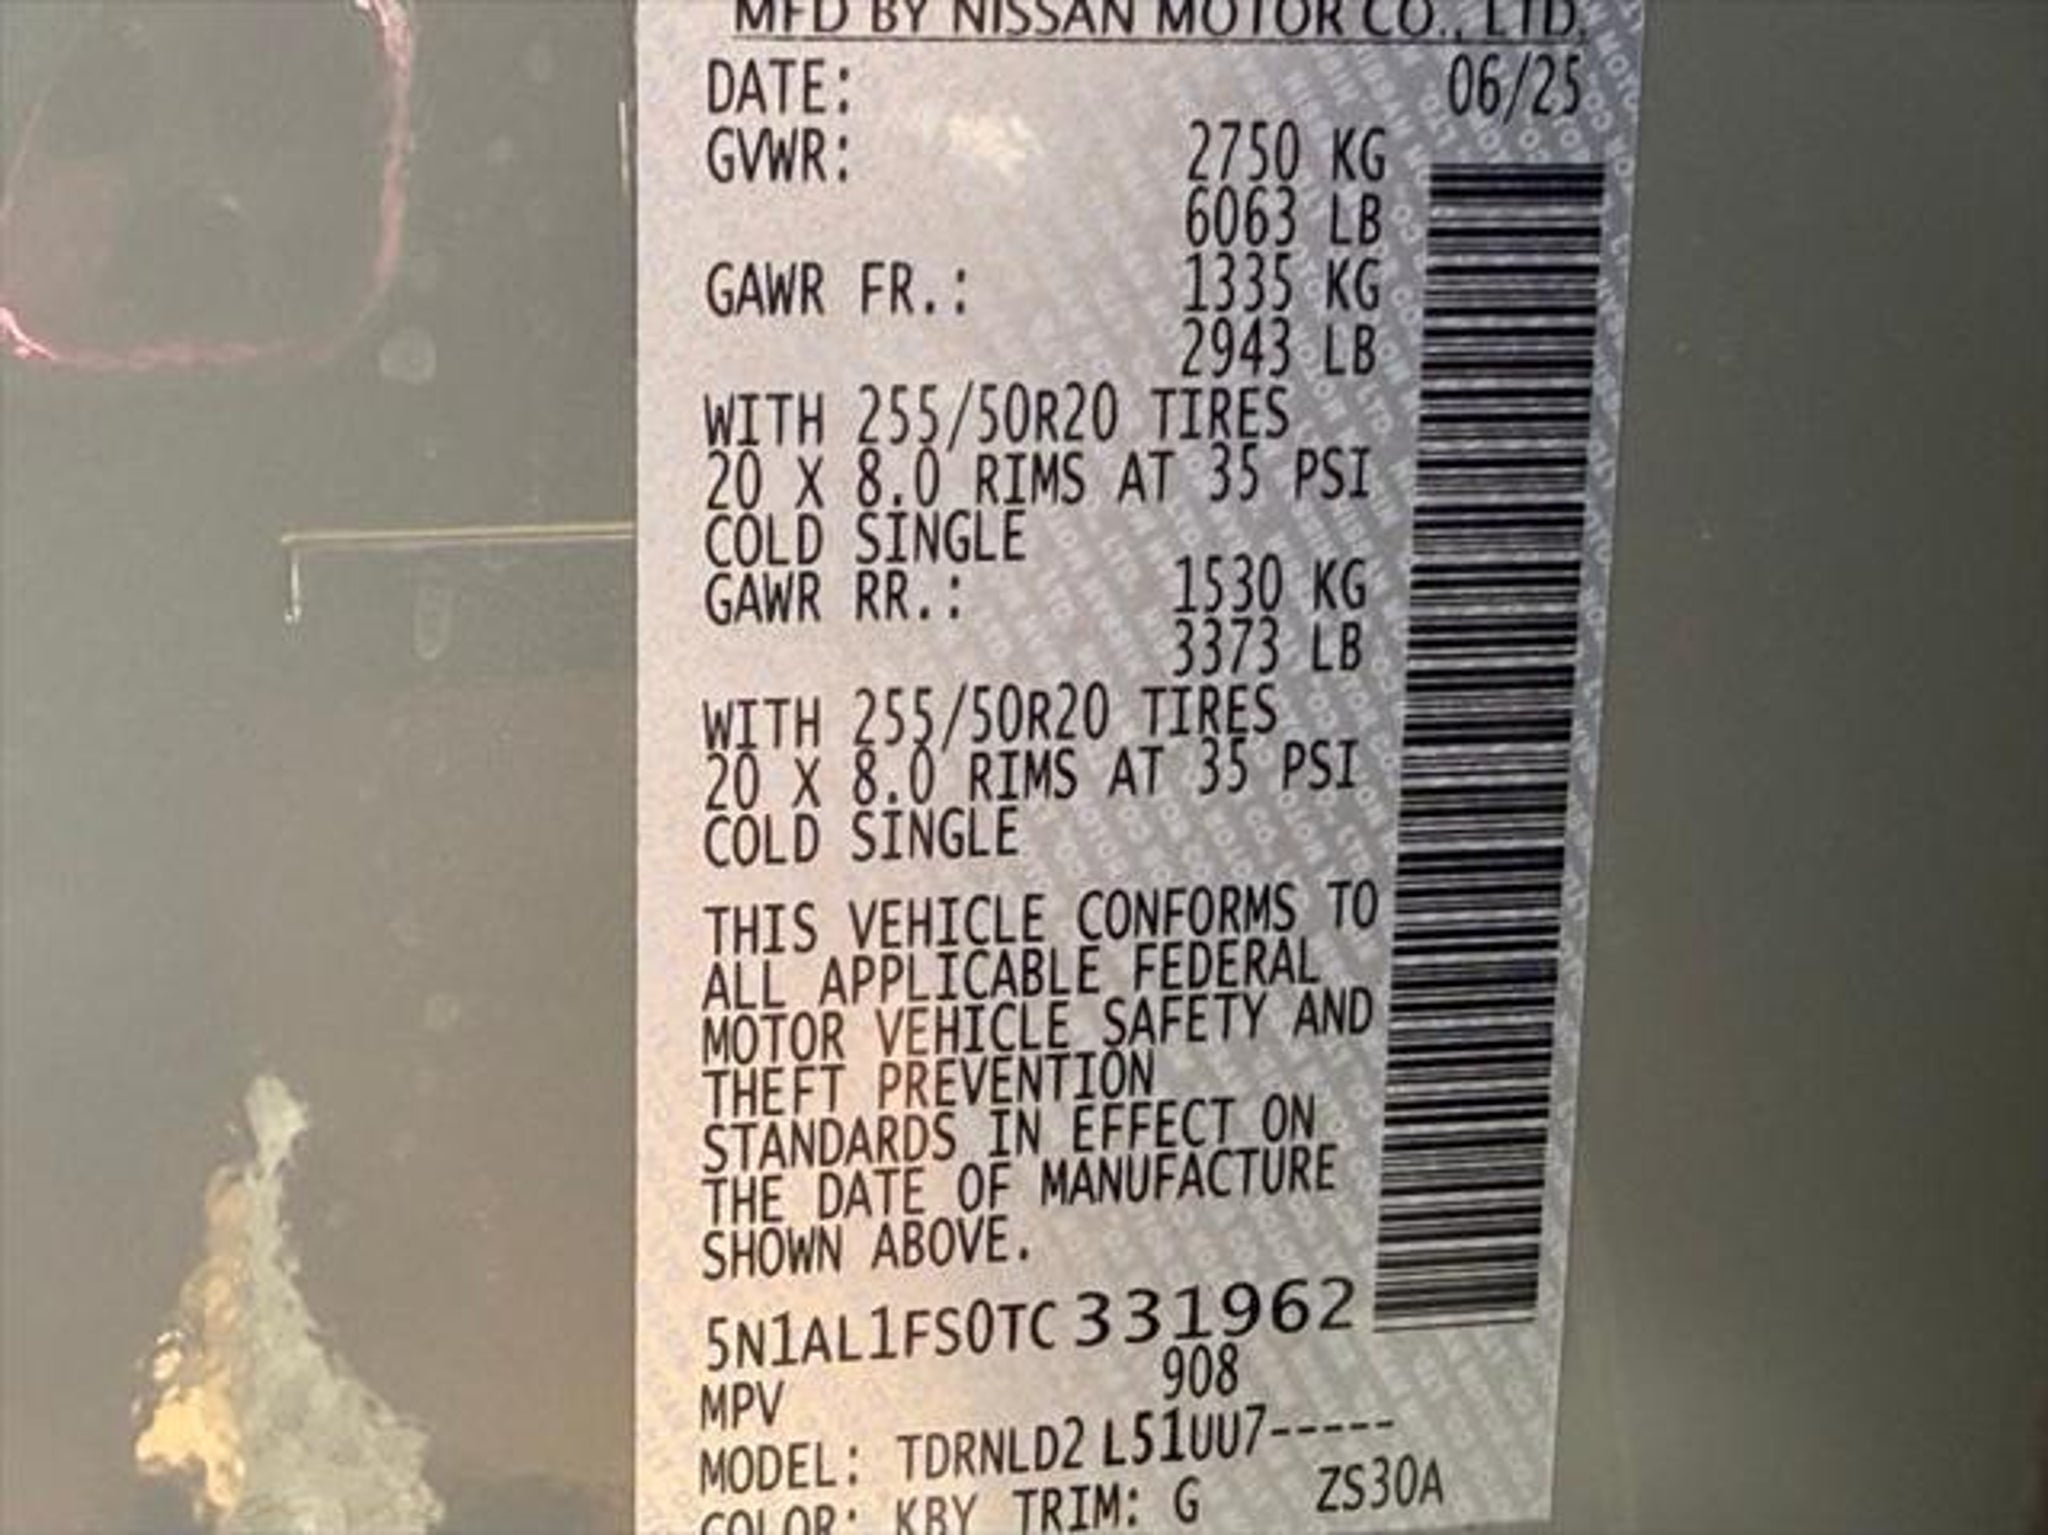 MFD BY NISSAN MOTOR CO., LTD.
DATE: 06/25
GVWR: 2750 KG
6063 LB
GAWR FR.: 1335 KG
2943 LB
WITH 255/50R20 TIRES
20 X 8.0 RIMS AT 35 PSI
COLD SINGLE
GAWR RR.: 1530 KG
3373 LB
WITH 255/50R20 TIRES
20 X 8.0 RIMS AT 35 PSI
COLD SINGLE
THIS VEHICLE CONFORMS TO
ALL APPLICABLE FEDERAL
MOTOR VEHICLE SAFETY AND
THEFT PREVENTION
STANDARDS IN EFFECT ON
THE DATE OF MANUFACTURE
SHOWN ABOVE.
5N1AL1FS0TC331962
MPV 908
MODEL: TDRNLD2 L51UU7-----
COLOR: KBY TRIM: G ZS30A